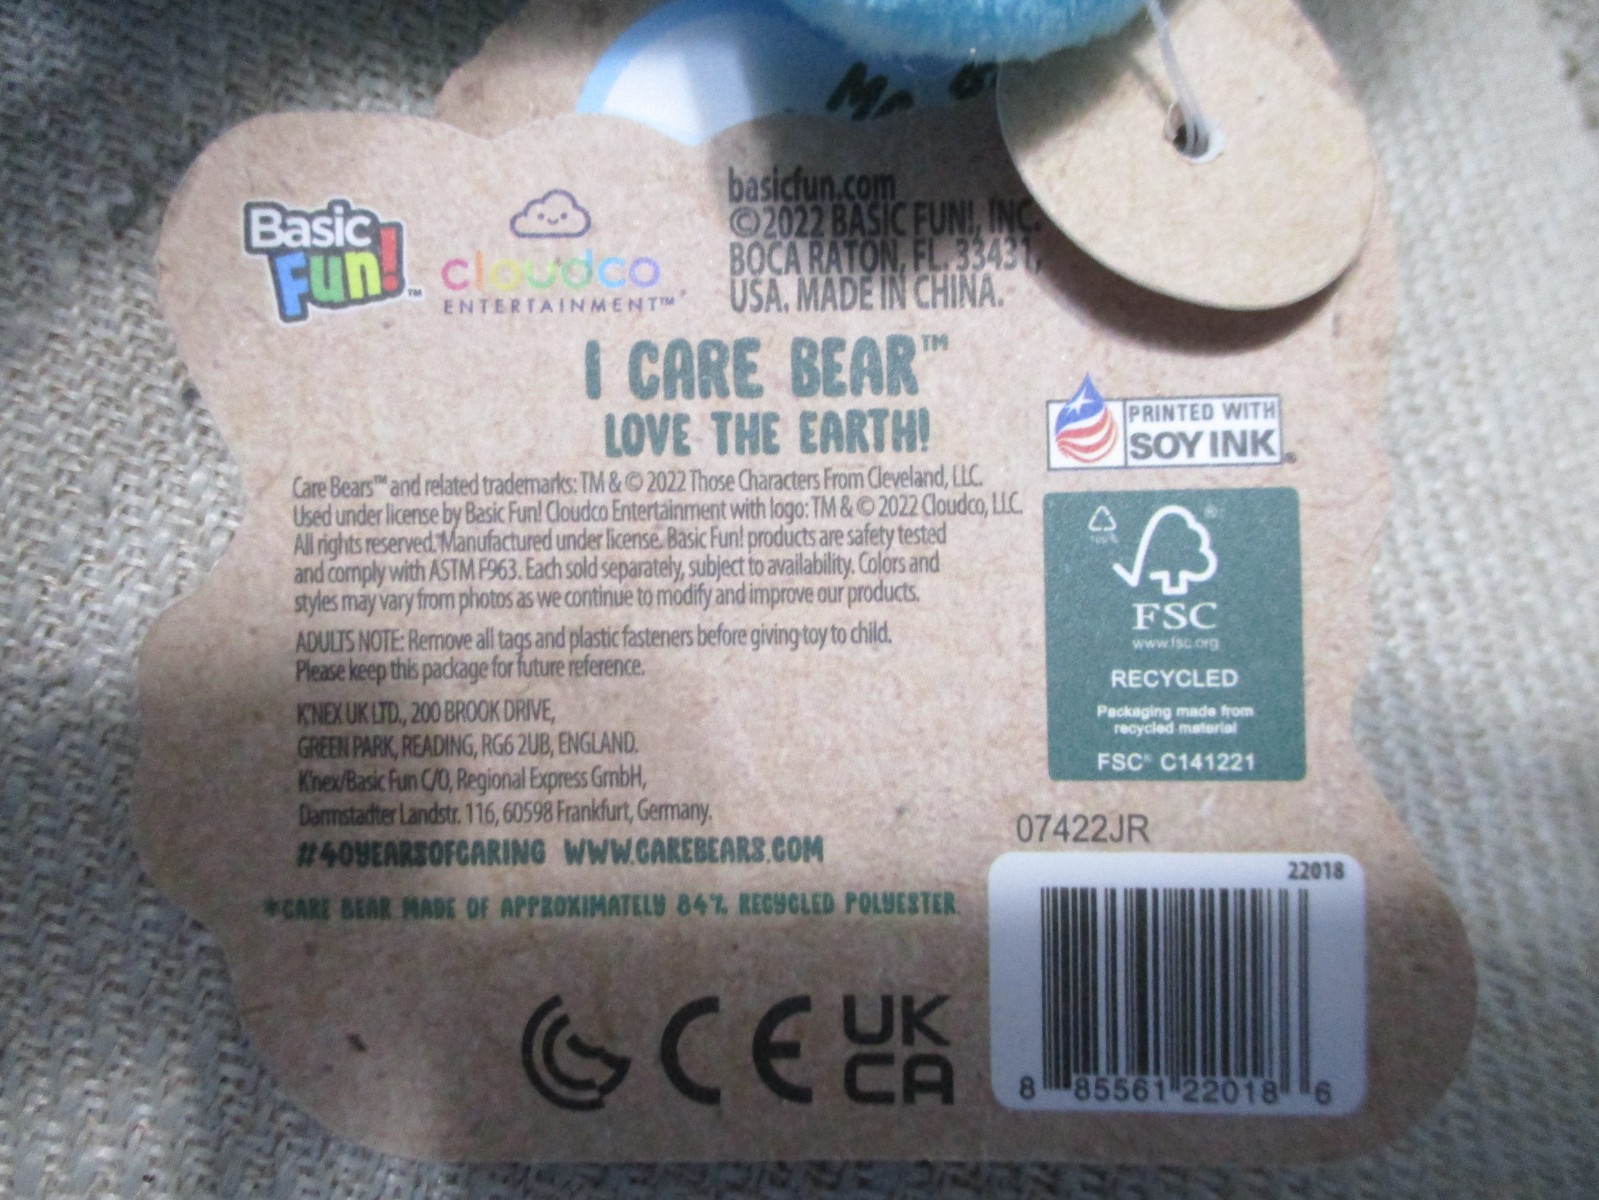 Basic
Fun!™
cloudco
ENTERTAINMENT™
basicfun.com
©2022 BASIC FUN!, INC.
BOCA RATON, FL. 33431,
USA. MADE IN CHINA.
I CARE BEAR™
LOVE THE EARTH!
PRINTED WITH
SOY INK®
Care Bears™ and related trademarks: TM & © 2022 Those Characters From Cleveland, LLC.
Used under license by Basic Fun! Cloudco Entertainment with logo: TM & © 2022 Cloudco, LLC.
All rights reserved. Manufactured under license. Basic Fun! products are safety tested
and comply with ASTM F963. Each sold separately, subject to availability. Colors and
styles may vary from photos as we continue to modify and improve our products.
ADULTS NOTE: Remove all tags and plastic fasteners before giving toy to child.
Please keep this package for future reference.
K'NEX UK LTD., 200 BROOK DRIVE,
GREEN PARK, READING, RG6 2UB, ENGLAND.
K'nex/Basic Fun C/O, Regional Express GmbH,
Darmstadter Landstr. 116, 60598 Frankfurt, Germany.
#40YEARSOFCARING WWW.CAREBEARS.COM
*CARE BEAR MADE OF APPROXIMATELY 84% RECYCLED POLYESTER.
100%
®
FSC
www.fsc.org
RECYCLED
Packaging made from
recycled material
FSC® C141221
07422JR
22018
8 85561 22018 6
CE
UK
CA